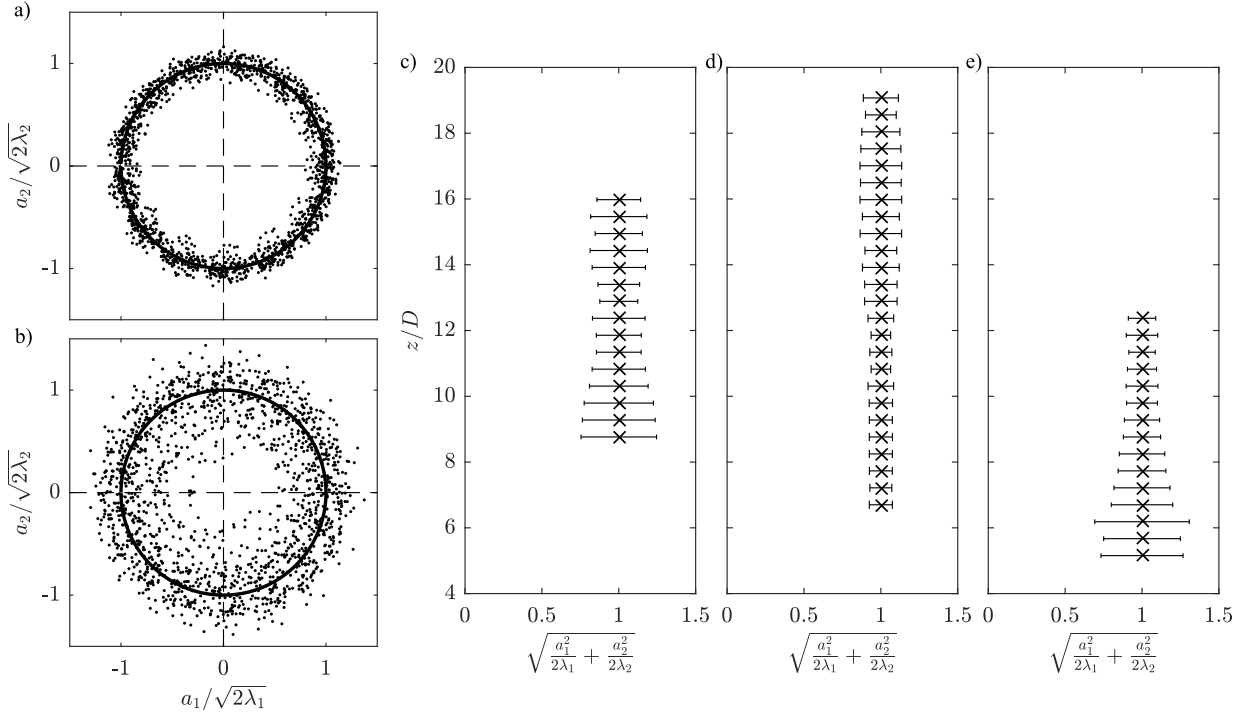 a)
1
0
-1
a_2/\sqrt{2\lambda_2}
b)
1
0
-1
a_2/\sqrt{2\lambda_2}
-1 0 1
a_1/\sqrt{2\lambda_1}
c)
20
18
16
14
12
10
8
6
4
z/D
0 0.5 1 1.5
\sqrt{\frac{a_1^2}{2\lambda_1} + \frac{a_2^2}{2\lambda_2}}
d)
0 0.5 1 1.5
\sqrt{\frac{a_1^2}{2\lambda_1} + \frac{a_2^2}{2\lambda_2}}
e)
0 0.5 1 1.5
\sqrt{\frac{a_1^2}{2\lambda_1} + \frac{a_2^2}{2\lambda_2}}